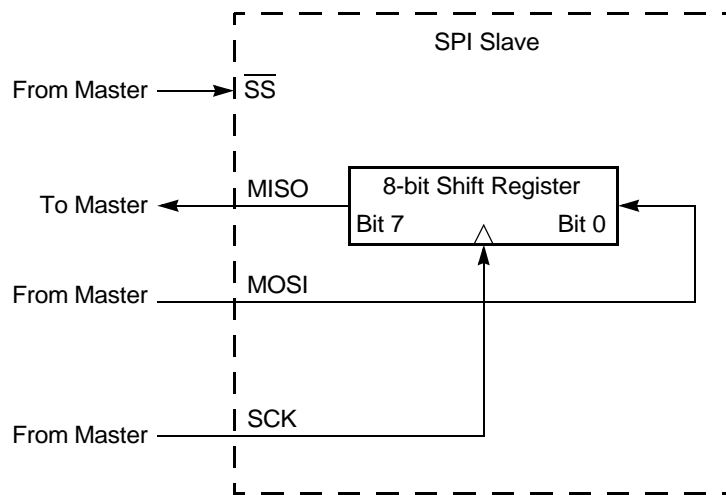 SPI Slave
From Master
S̅S̅
To Master
MISO
8-bit Shift Register
Bit 7
Bit 0
From Master
MOSI
From Master
SCK